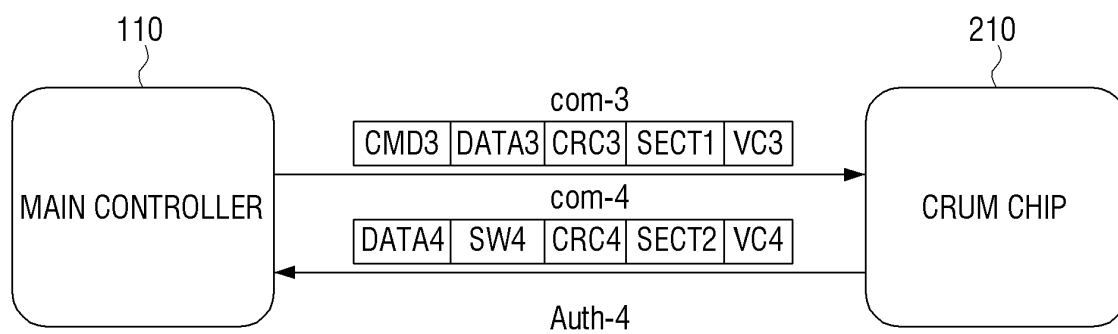 110
210
com-3
CMD3 DATA3 CRC3 SECT1 VC3
MAIN CONTROLLER
CRUM CHIP
com-4
DATA4 SW4 CRC4 SECT2 VC4
Auth-4